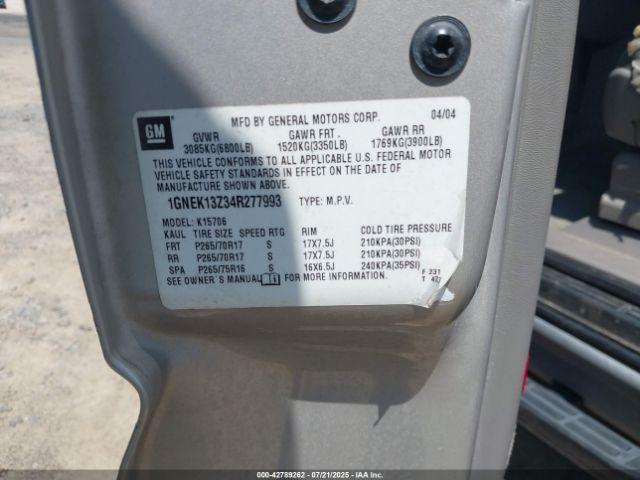 GM
MFD BY GENERAL MOTORS CORP. 04/04
GVWR GAWR FRT. GAWR RR
3085KG(6800LB) 1520KG(3350LB) 1769KG(3900LB)
THIS VEHICLE CONFORMS TO ALL APPLICABLE U.S. FEDERAL MOTOR
VEHICLE SAFETY STANDARDS IN EFFECT ON THE DATE OF
MANUFACTURE SHOWN ABOVE.
1GNEK13Z34R277993 TYPE: M.P.V.
MODEL: K15706
KAUL TIRE SIZE SPEED RTG RIM COLD TIRE PRESSURE
FRT P265/70R17 S 17X7.5J 210KPA(30PSI)
RR P265/70R17 S 17X7.5J 210KPA(30PSI)
SPA P265/75R16 S 16X6.5J 240KPA(35PSI)
SEE OWNER'S MANUAL i FOR MORE INFORMATION.
F 231
T 47
000-42789262 - 07/21/2025 - IAA Inc.